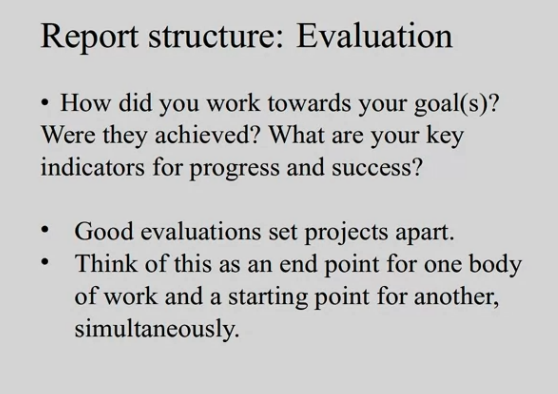 Report structure: Evaluation
• How did you work towards your goal(s)?
Were they achieved? What are your key
indicators for progress and success?
• Good evaluations set projects apart.
• Think of this as an end point for one body
of work and a starting point for another,
simultaneously.